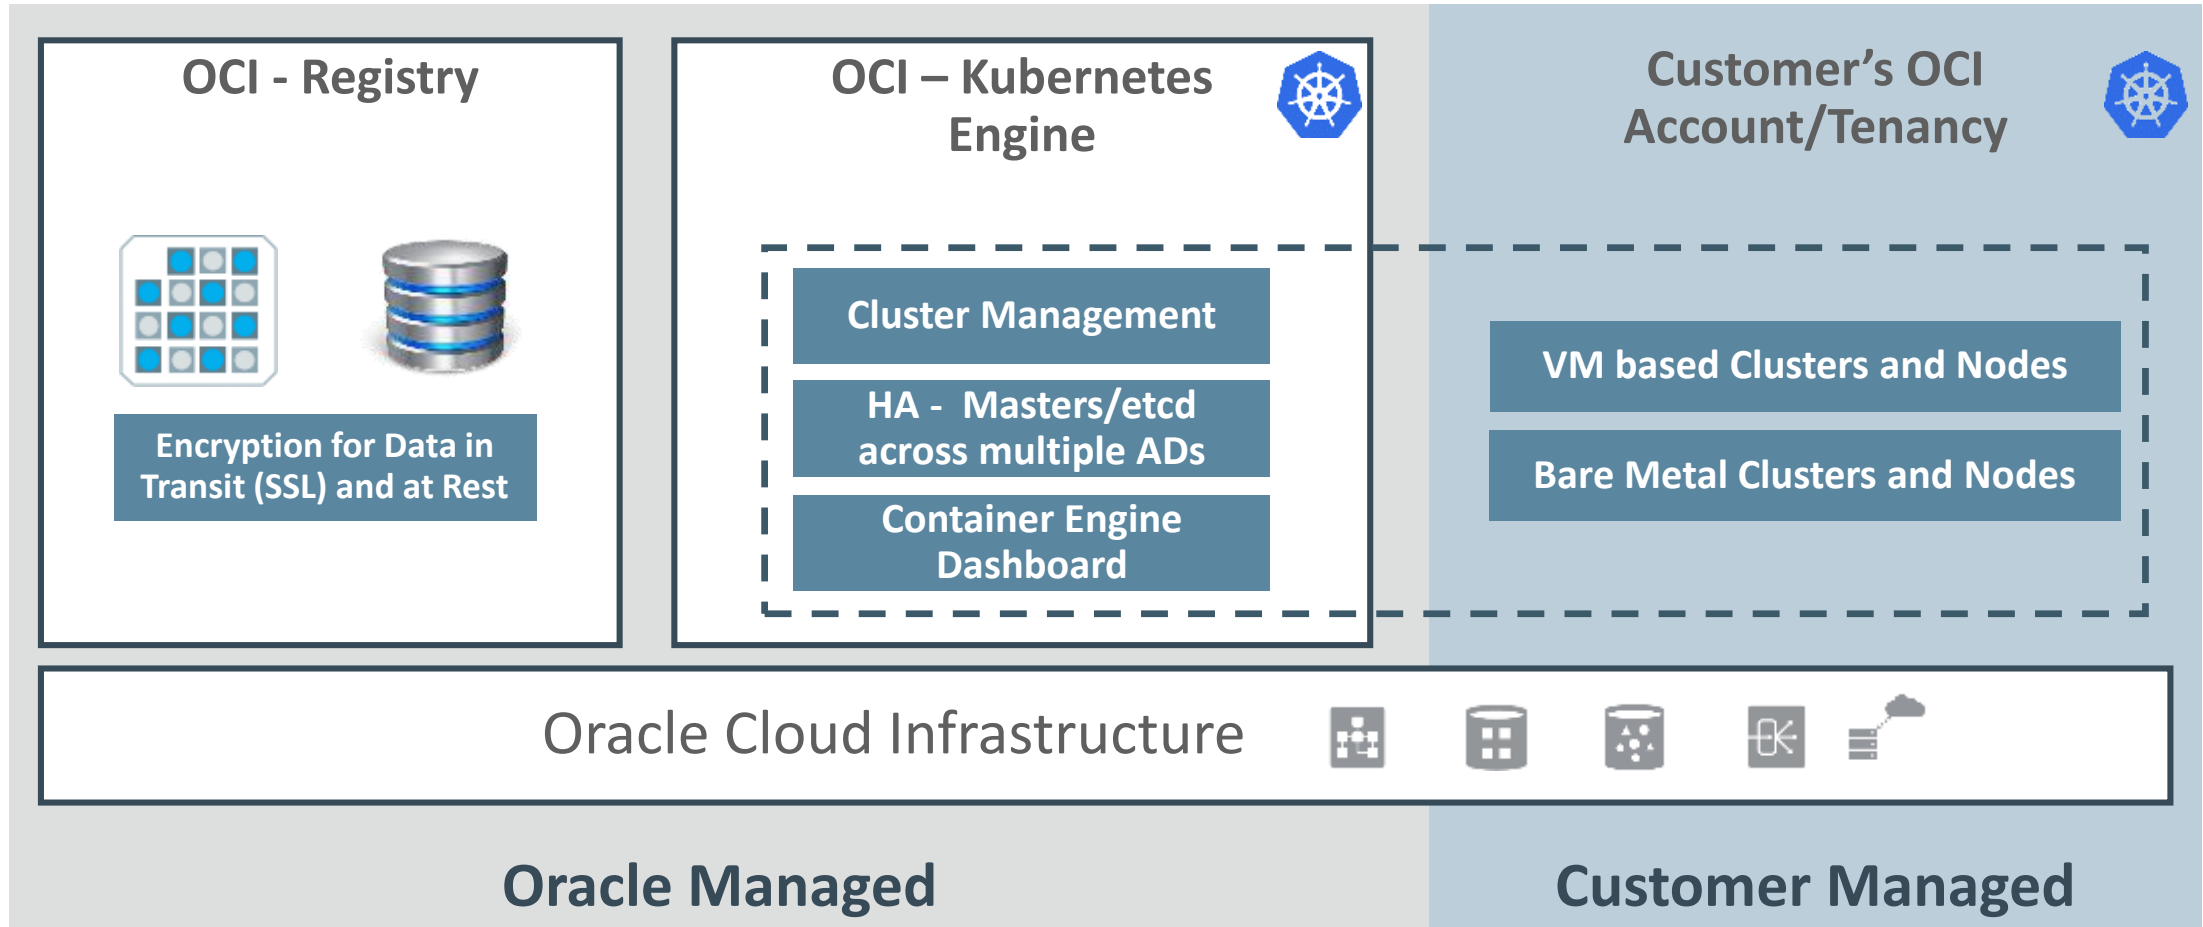 OCI - Registry
Encryption for Data in
Transit (SSL) and at Rest
OCI – Kubernetes
Engine
Cluster Management
HA -  Masters/etcd
across multiple ADs
Container Engine
Dashboard
Customer’s OCI
Account/Tenancy
VM based Clusters and Nodes
Bare Metal Clusters and Nodes
Oracle Cloud Infrastructure
Oracle Managed
Customer Managed